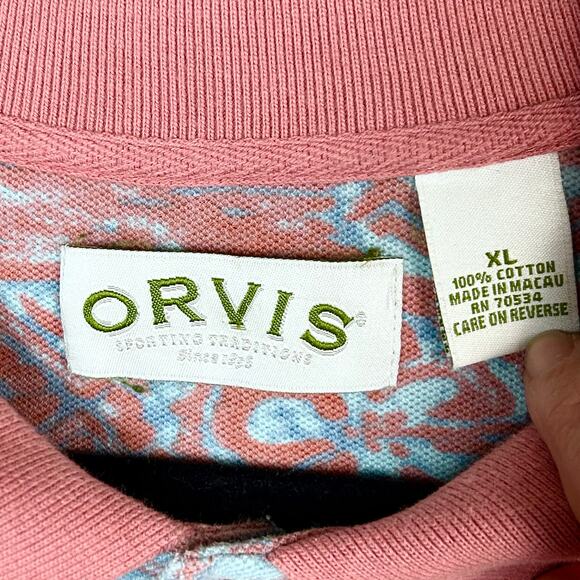 ORVIS®
SPORTING TRADITIONS
Since 1856
XL
100% COTTON
MADE IN MACAU
RN 70534
CARE ON REVERSE